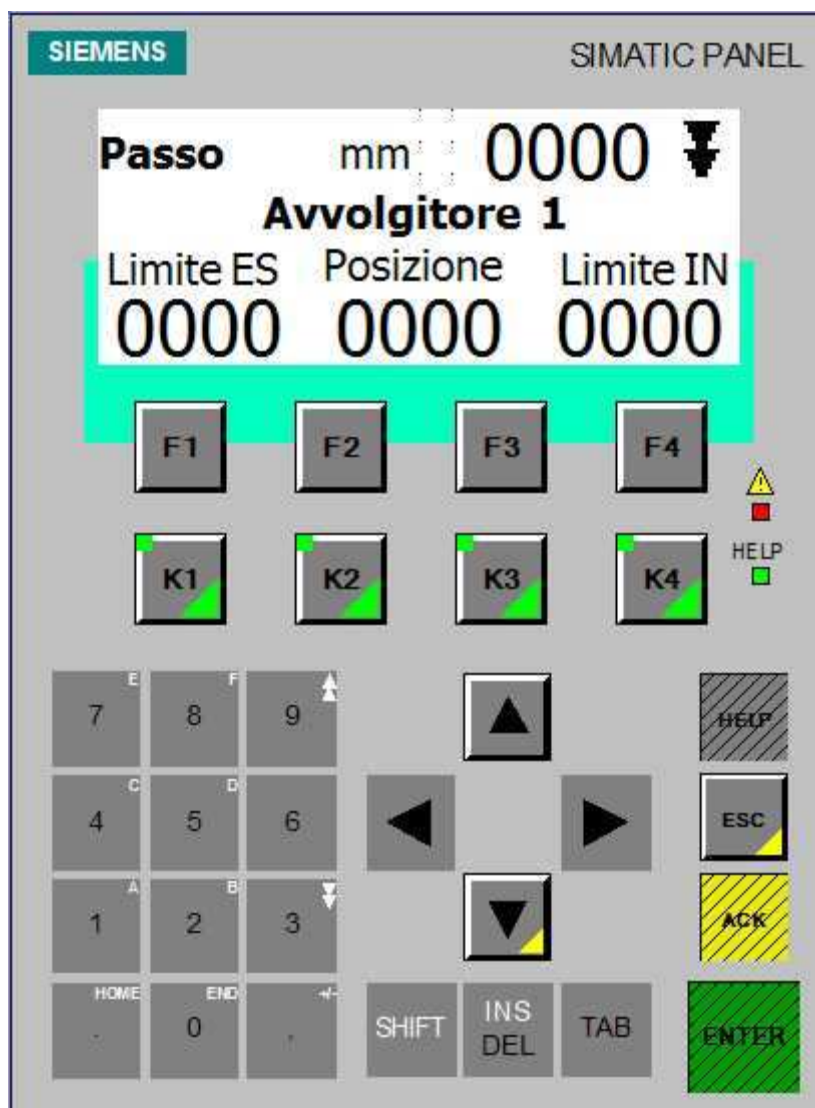 SIEMENS SIMATIC PANEL
Passo mm 0000
Avvolgitore 1
Limite ES Posizione Limite IN
0000 0000 0000
F1 F2 F3 F4
K1 K2 K3 K4
HELP
E F
7 8 9
HELP
C D
4 5 6
ESC
A B
1 2 3
ACK
HOME END +/-
. 0 ,
SHIFT INS DEL TAB
ENTER